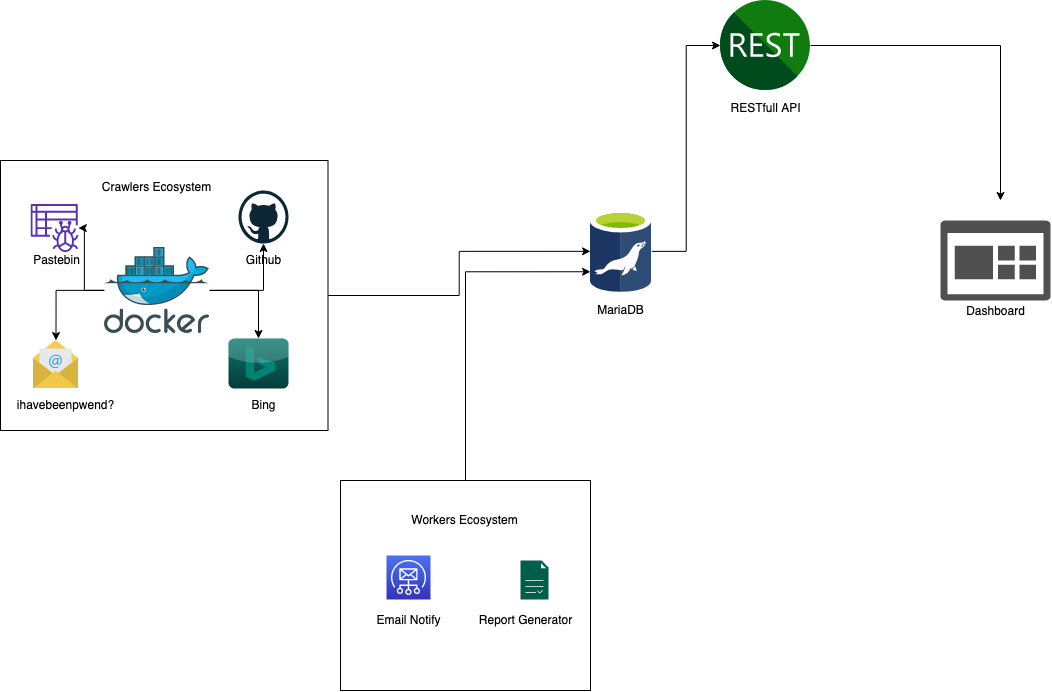 REST
RESTfull API
Crawlers Ecosystem
Pastebin
Github
docker
MariaDB
Dashboard
@
ihavebeenpwend?
Bing
Workers Ecosystem
Email Notify
Report Generator